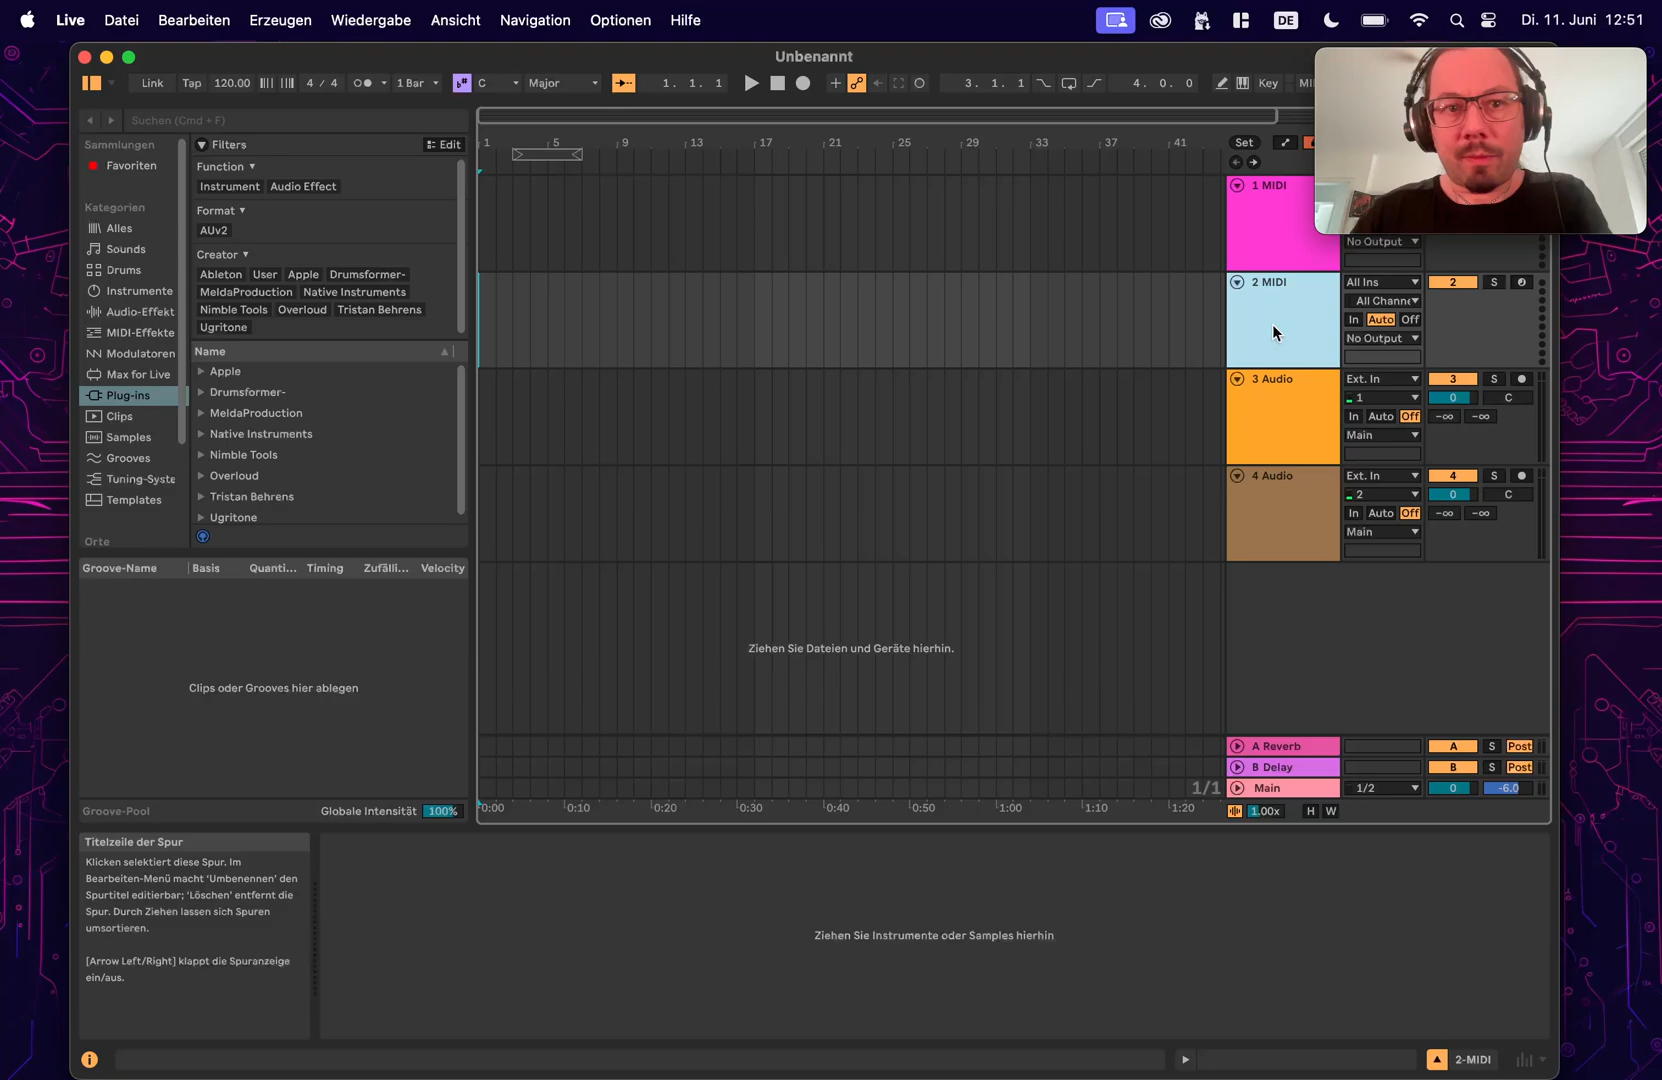 Live Datei Bearbeiten Erzeugen Wiedergabe Ansicht Navigation Optionen Hilfe DE Di. 11. Juni 12:51
Unbenannt
Link Tap 120.00 4 / 4 1 Bar C Major 1. 1. 1 3. 1. 1 4. 0. 0 Key
Suchen (Cmd + F)
Sammlungen
Favoriten
Kategorien
Alles
Sounds
Drums
Instrumente
Audio-Effekt
MIDI-Effekte
Modulatoren
Max for Live
Plug-ins
Clips
Samples
Grooves
Tuning-Syste
Templates
Orte
Filters Edit
Function
Instrument Audio Effect
Format
AUv2
Creator
Ableton User Apple Drumsformer-
MeldaProduction Native Instruments
Nimble Tools Overloud Tristan Behrens
Ugritone
Name
Apple
Drumsformer-
MeldaProduction
Native Instruments
Nimble Tools
Overloud
Tristan Behrens
Ugritone
Groove-Name Basis Quanti... Timing Zufälli... Velocity
Clips oder Grooves hier ablegen
Groove-Pool Globale Intensität 100%
1 5 9 13 17 21 25 29 33 37 41 Set
1 MIDI
No Output
2 MIDI All Ins 2 S
All Channe
In Auto Off
No Output
3 Audio Ext. In 3 S
1 0 C
In Auto Off -∞ -∞
Main
4 Audio Ext. In 4 S
2 0 C
In Auto Off -∞ -∞
Main
Ziehen Sie Dateien und Geräte hierhin.
A Reverb A S Post
B Delay B S Post
1/1 Main 1/2 0 -6.0
0:00 0:10 0:20 0:30 0:40 0:50 1:00 1:10 1:20 1.00x H W
Titelzeile der Spur
Klicken selektiert diese Spur. Im
Bearbeiten-Menü macht 'Umbenennen' den
Spurtitel editierbar; 'Löschen' entfernt die
Spur. Durch Ziehen lassen sich Spuren
umsortieren.
[Arrow Left/Right] klappt die Spuranzeige
ein/aus.
Ziehen Sie Instrumente oder Samples hierhin
2-MIDI